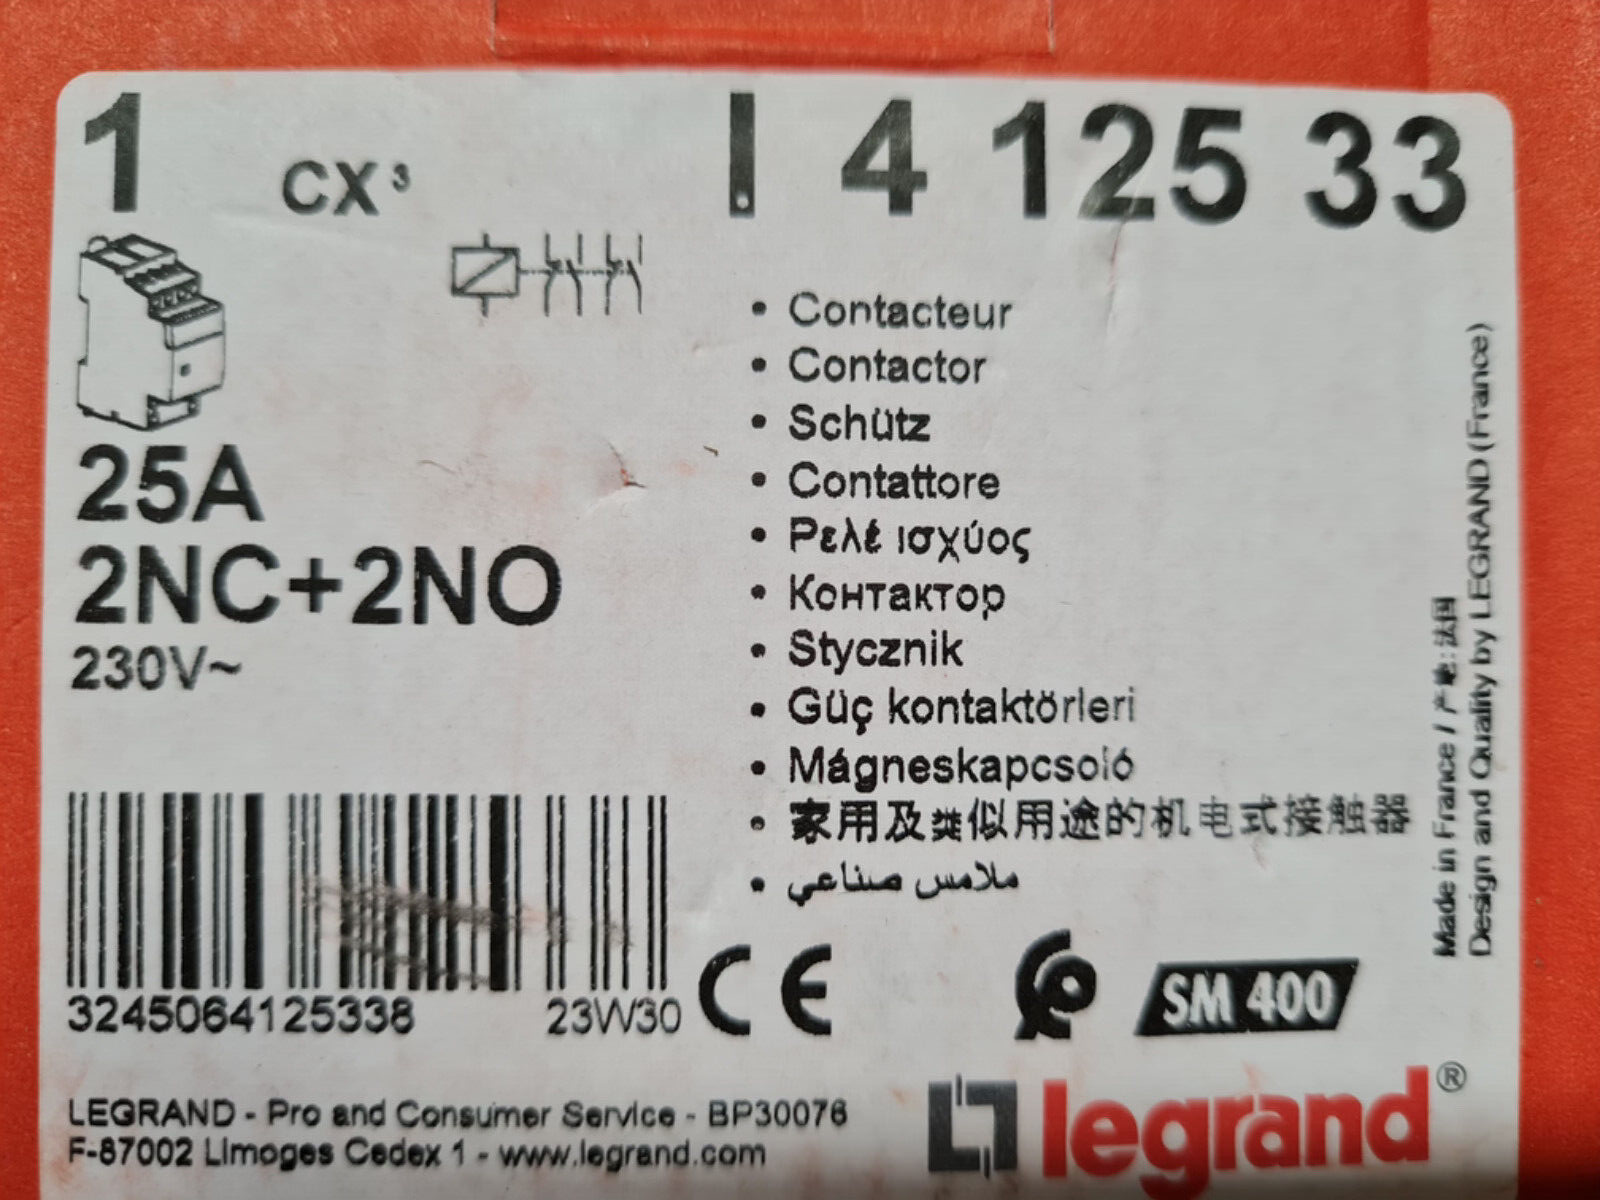 1 CX³ 4 125 33
• Contacteur
• Contactor
• Schütz
• Contattore
• Ρελέ ισχύος
• Контактор
• Stycznik
• Güç kontaktörleri
• Mágneskapcsoló
• 家用及类似用途的机电式接触器
• ملامس صناعي
25A
2NC+2NO
230V~
3245064125338 23W30
CE
SM 400
LEGRAND - Pro and Consumer Service - BP30076
F-87002 Limoges Cedex 1 - www.legrand.com
legrand®
Made in France / 产地:法国
Design and Quality by LEGRAND (France)